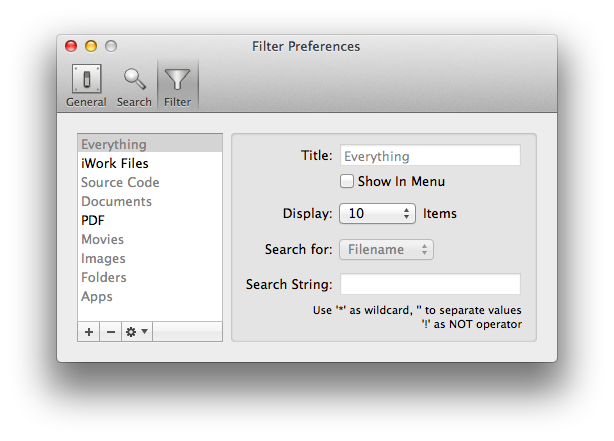 Filter Preferences
General Search Filter
Everything
iWork Files
Source Code
Documents
PDF
Movies
Images
Folders
Apps
Title: Everything
Show In Menu
Display: 10 Items
Search for: Filename
Search String:
Use '*' as wildcard, '' to separate values
'!' as NOT operator